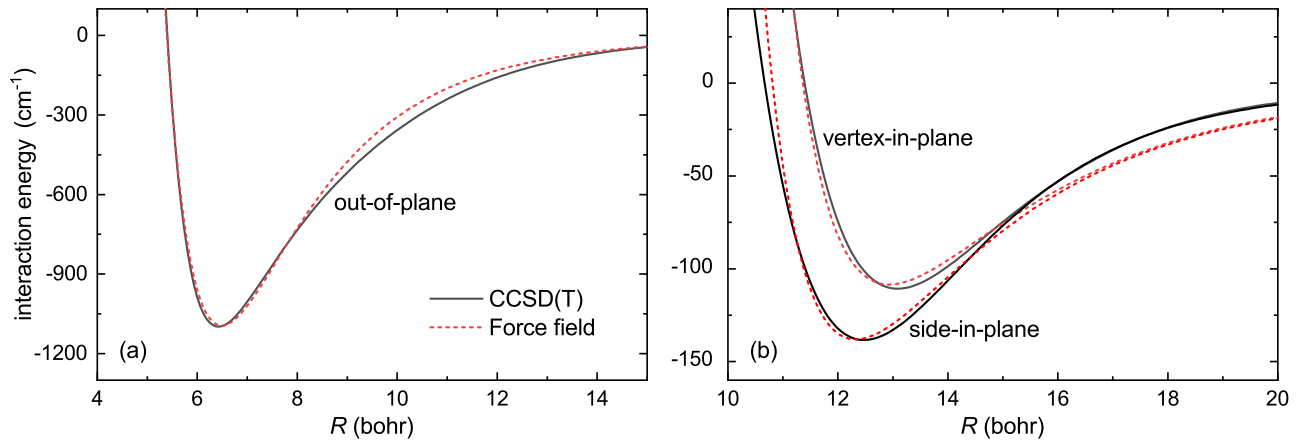 0
-300
-600
-900
-1200
interaction energy (cm⁻¹)
out-of-plane
CCSD(T)
Force field
(a)
4 6 8 10 12 14
R (bohr)
0
-50
-100
-150
vertex-in-plane
side-in-plane
(b)
10 12 14 16 18 20
R (bohr)